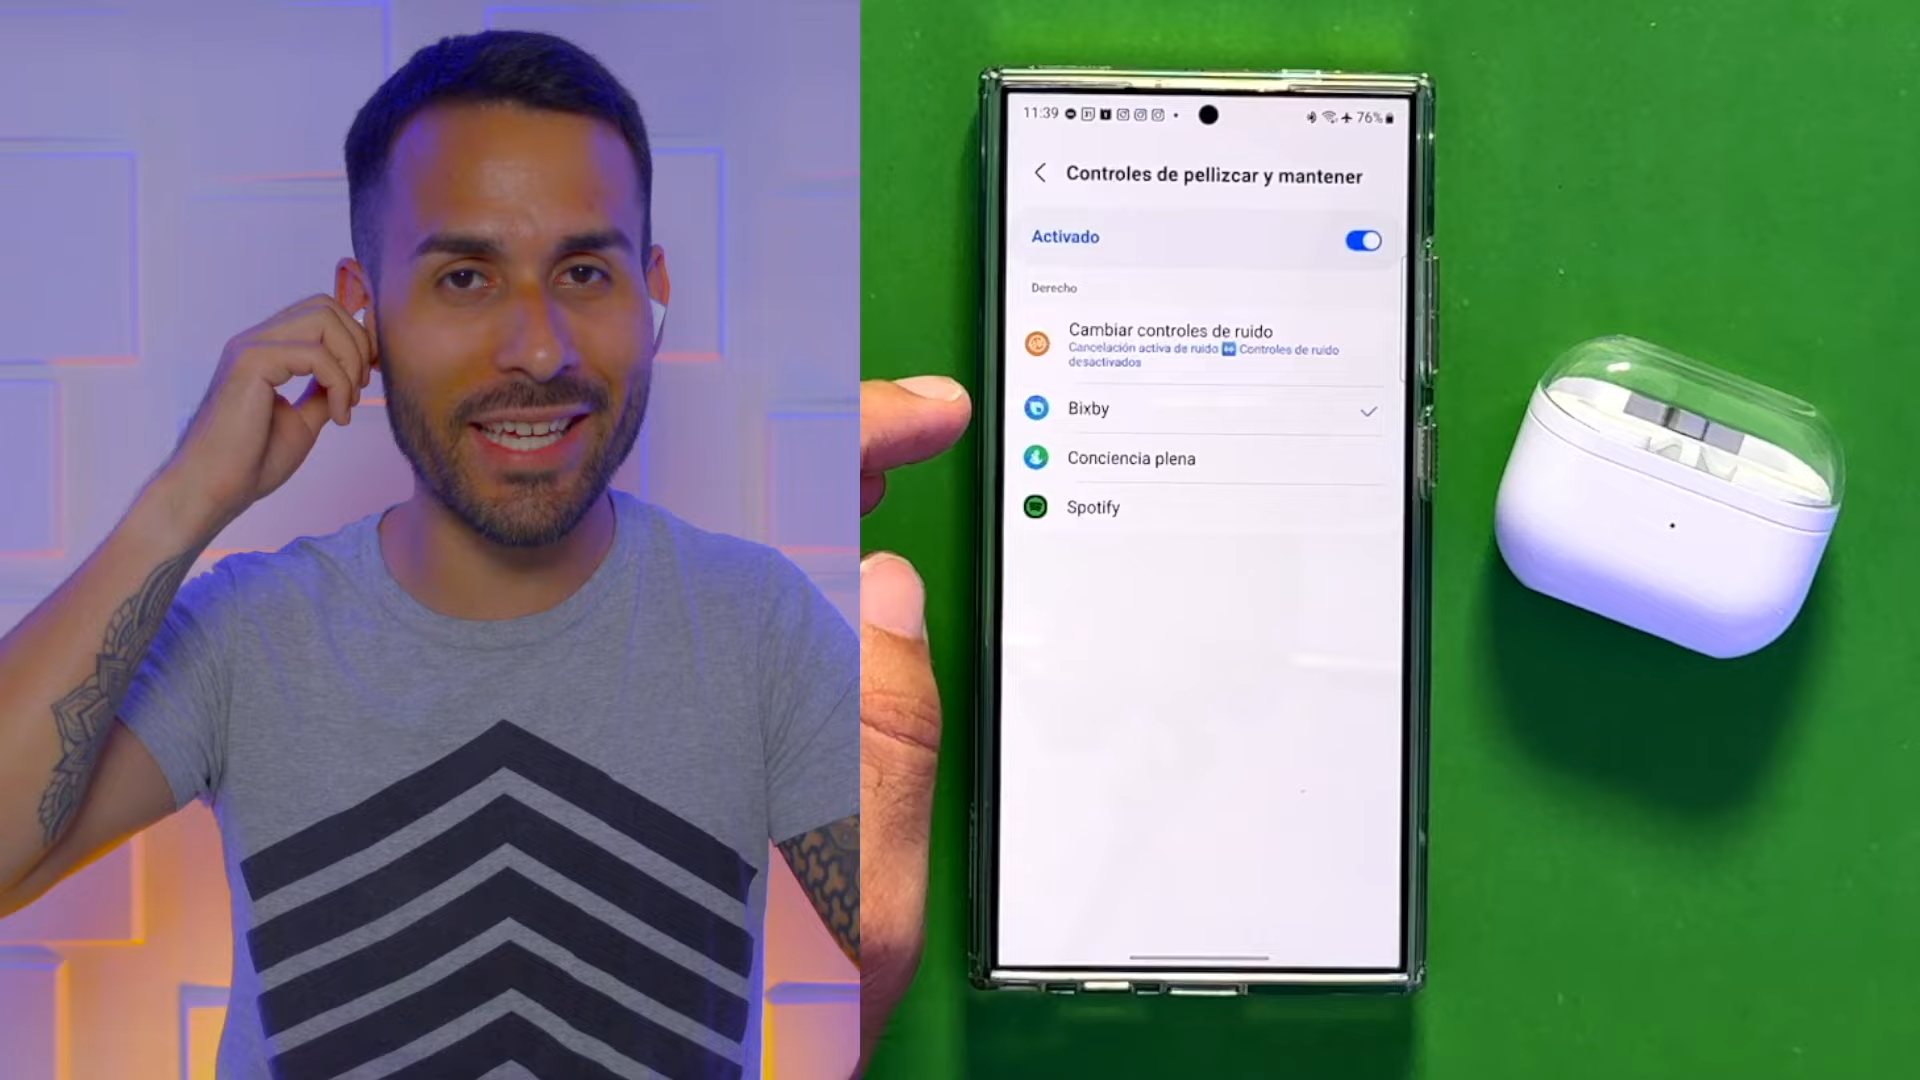 11:39
76%
Controles de pellizcar y mantener
Activado
Derecho
Cambiar controles de ruido
Cancelación activa de ruido ↔ Controles de ruido
desactivados
Bixby
Conciencia plena
Spotify